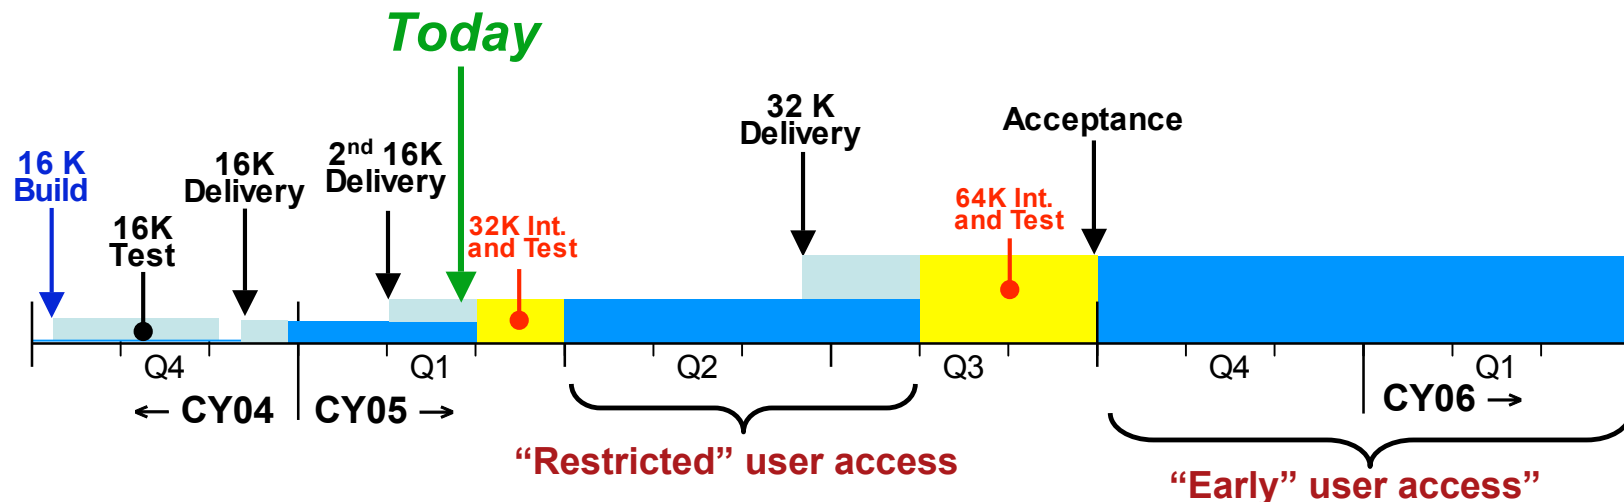 Today
32 K
Delivery
Acceptance
16 K
Build
16K
Delivery
2nd 16K
Delivery
16K
Test
32K Int.
and Test
64K Int.
and Test
Q4
Q1
Q2
Q3
Q4
Q1
← CY04
CY05 →
CY06 →
“Restricted” user access
“Early” user access”